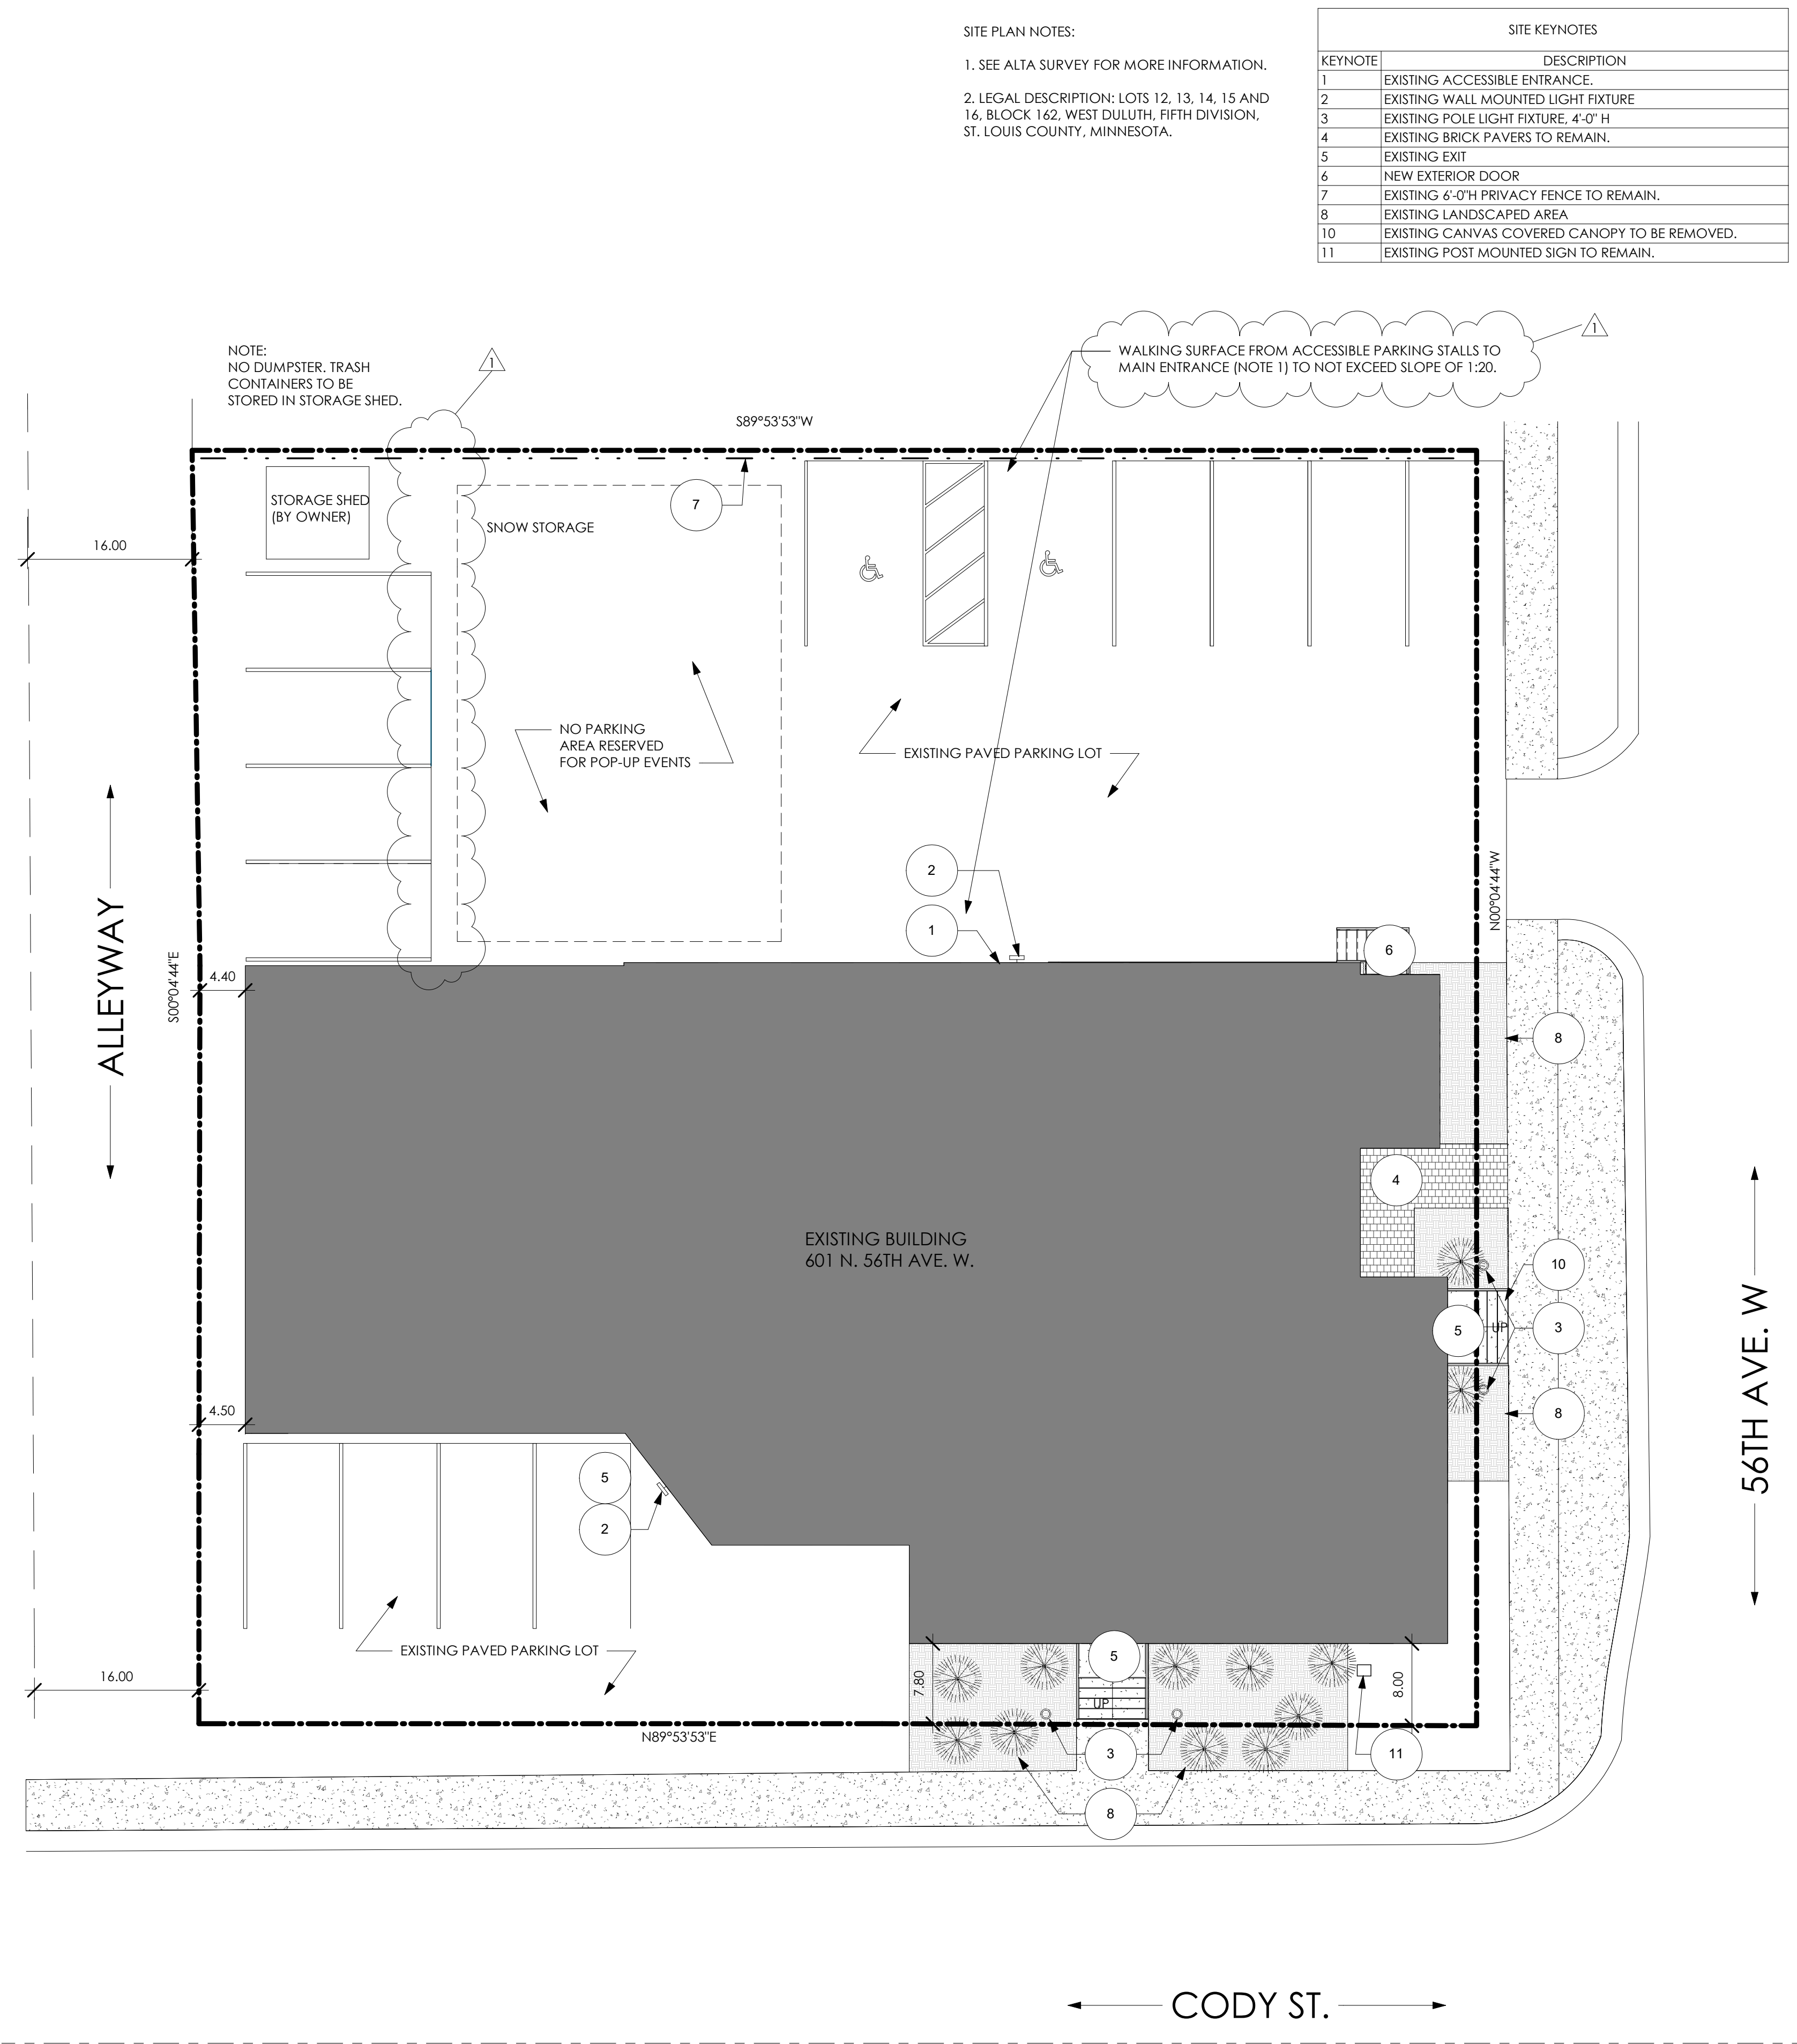 SITE PLAN NOTES:
1. SEE ALTA SURVEY FOR MORE INFORMATION.
2. LEGAL DESCRIPTION: LOTS 12, 13, 14, 15 AND
16, BLOCK 162, WEST DULUTH, FIFTH DIVISION,
ST. LOUIS COUNTY, MINNESOTA.
SITE KEYNOTES
KEYNOTE DESCRIPTION
1 EXISTING ACCESSIBLE ENTRANCE.
2 EXISTING WALL MOUNTED LIGHT FIXTURE
3 EXISTING POLE LIGHT FIXTURE, 4'-0" H
4 EXISTING BRICK PAVERS TO REMAIN.
5 EXISTING EXIT
6 NEW EXTERIOR DOOR
7 EXISTING 6'-0"H PRIVACY FENCE TO REMAIN.
8 EXISTING LANDSCAPED AREA
10 EXISTING CANVAS COVERED CANOPY TO BE REMOVED.
11 EXISTING POST MOUNTED SIGN TO REMAIN.
NOTE:
NO DUMPSTER. TRASH
CONTAINERS TO BE
STORED IN STORAGE SHED.
1
WALKING SURFACE FROM ACCESSIBLE PARKING STALLS TO
MAIN ENTRANCE (NOTE 1) TO NOT EXCEED SLOPE OF 1:20.
1
S89°53'53"W
STORAGE SHED
(BY OWNER)
SNOW STORAGE
7
16.00
NO PARKING
AREA RESERVED
FOR POP-UP EVENTS
EXISTING PAVED PARKING LOT
2
1
6
N00°04'44"W
ALLEYWAY
S00°04'44"E
4.40
8
4
EXISTING BUILDING
601 N. 56TH AVE. W.
10
5
UP
3
8
56TH AVE. W
4.50
5
2
EXISTING PAVED PARKING LOT
16.00
7.80
5
UP
8.00
N89°53'53"E
3
11
8
CODY ST.